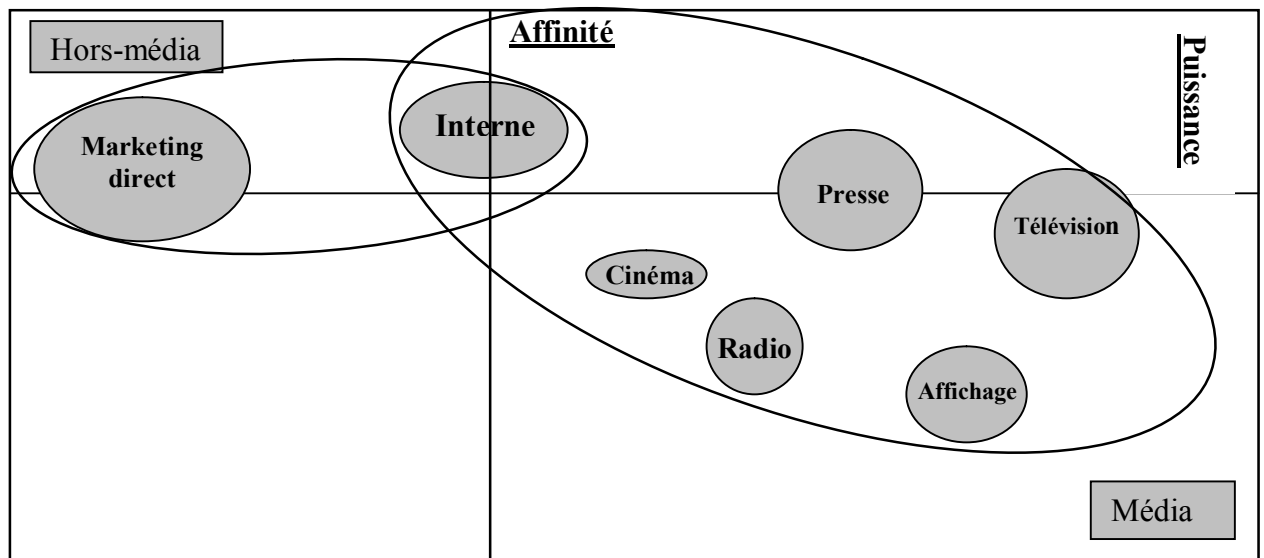 Hors-média
Affinité
Puissance
Marketing
direct
Interne
Presse
Télévision
Cinéma
Radio
Affichage
Média